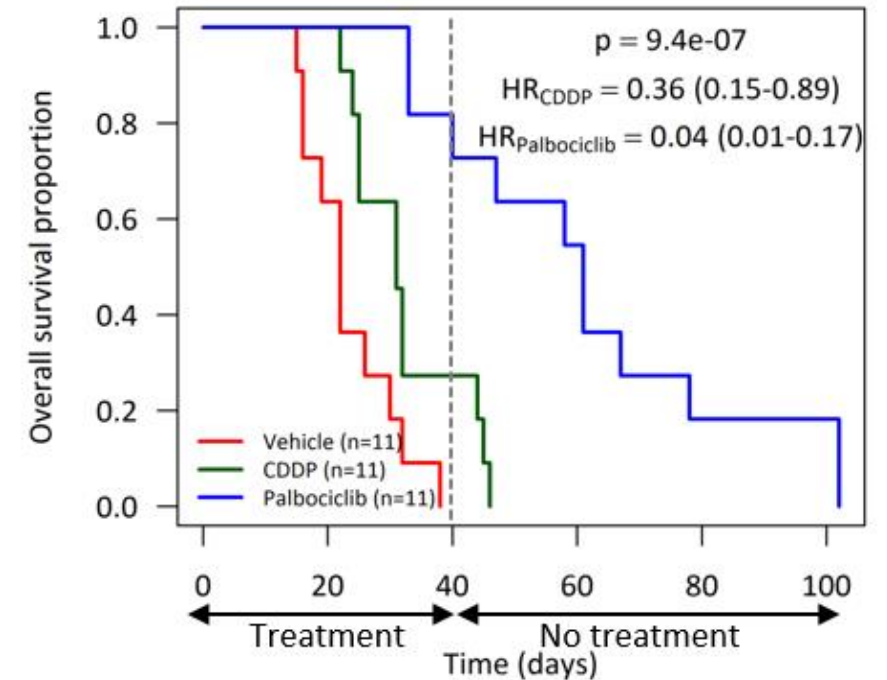 p = 9.4e-07
HRCDDP = 0.36 (0.15-0.89)
HRPalbociclib = 0.04 (0.01-0.17)
Overall survival proportion
1.0
0.8
0.6
0.4
0.2
0.0
Vehicle (n=11)
CDDP (n=11)
Palbociclib (n=11)
0 20 40 60 80 100
Treatment No treatment
Time (days)